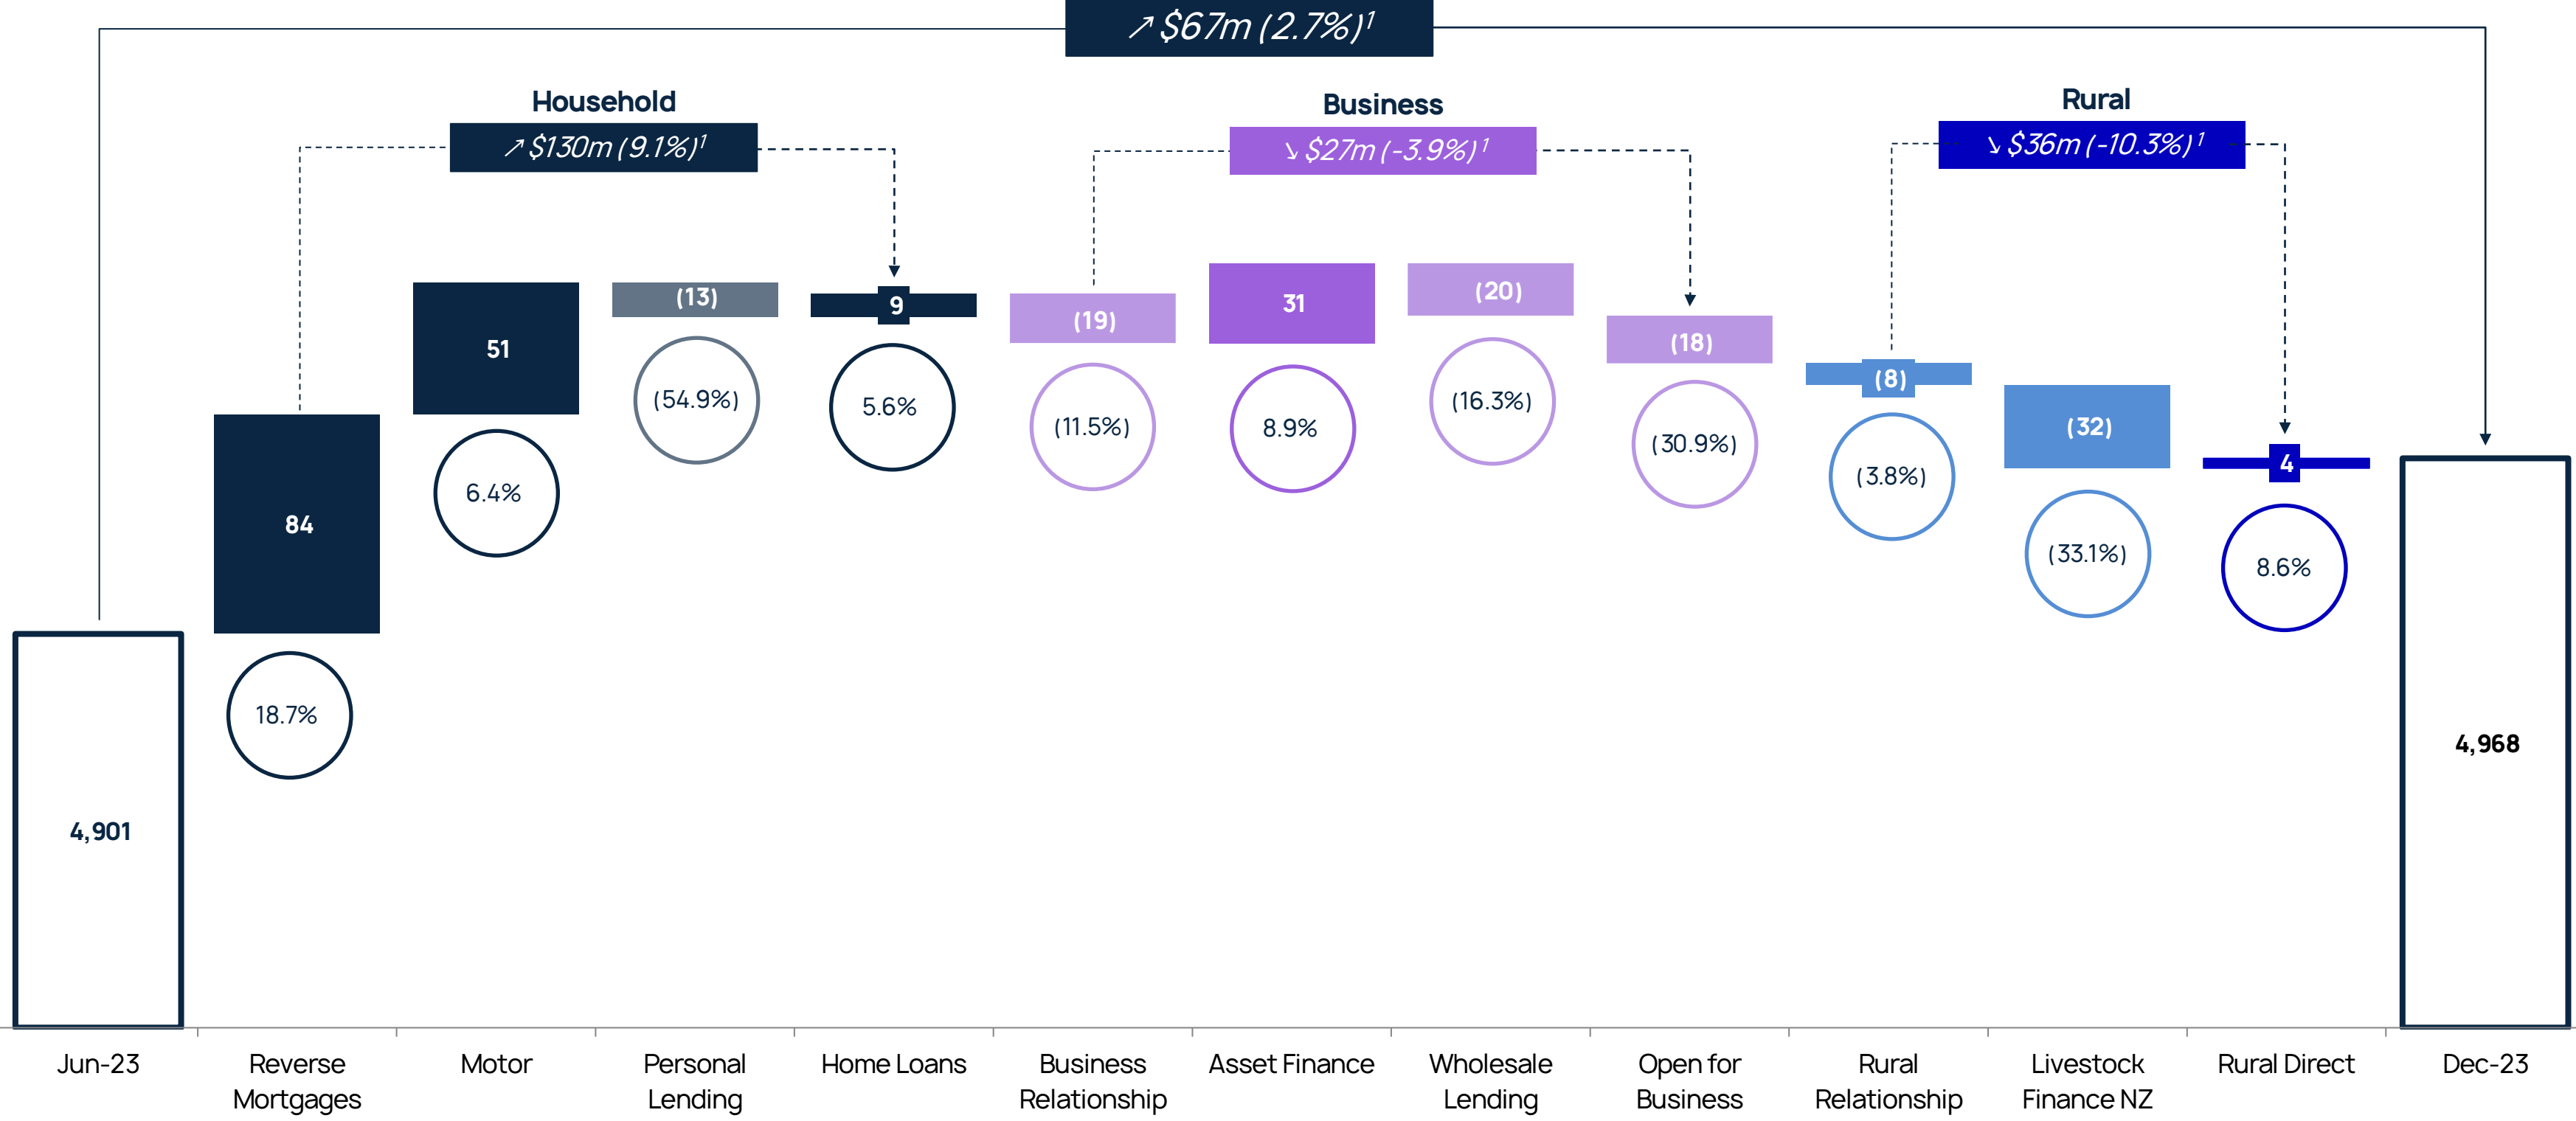 ↗ $67m (2.7%)¹
Household
↗ $130m (9.1%)¹
Business
↘ $27m (-3.9%) ¹
Rural
↘ $36m (-10.3%) ¹
4,901
84
18.7%
51
6.4%
(13)
(54.9%)
9
5.6%
(19)
(11.5%)
31
8.9%
(20)
(16.3%)
(18)
(30.9%)
(8)
(3.8%)
(32)
(33.1%)
4
8.6%
4,968
Jun-23
Reverse
Mortgages
Motor
Personal
Lending
Home Loans
Business
Relationship
Asset Finance
Wholesale
Lending
Open for
Business
Rural
Relationship
Livestock
Finance NZ
Rural Direct
Dec-23